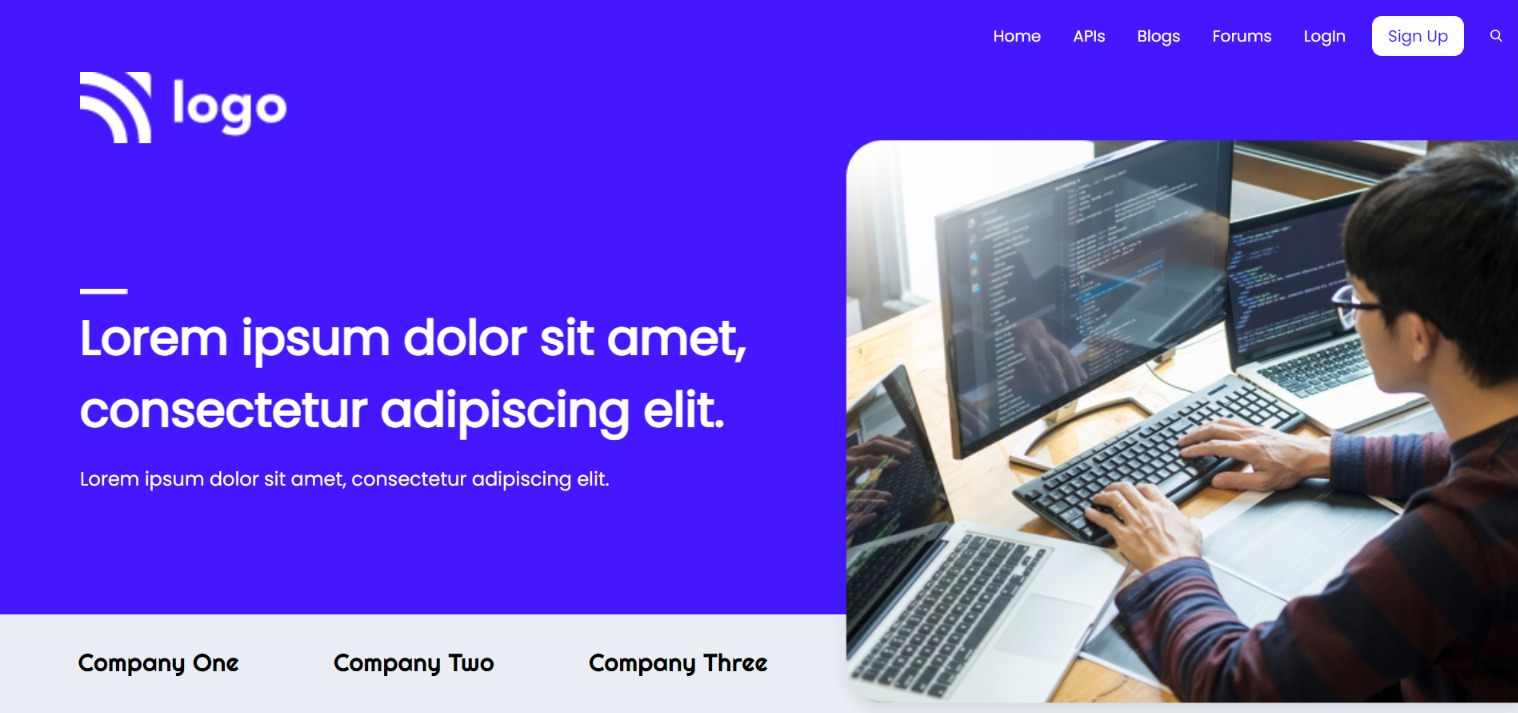 Home APIs Blogs Forums LogIn Sign Up
logo
Lorem ipsum dolor sit amet,
consectetur adipiscing elit.
Lorem ipsum dolor sit amet, consectetur adipiscing elit.
Company One Company Two Company Three